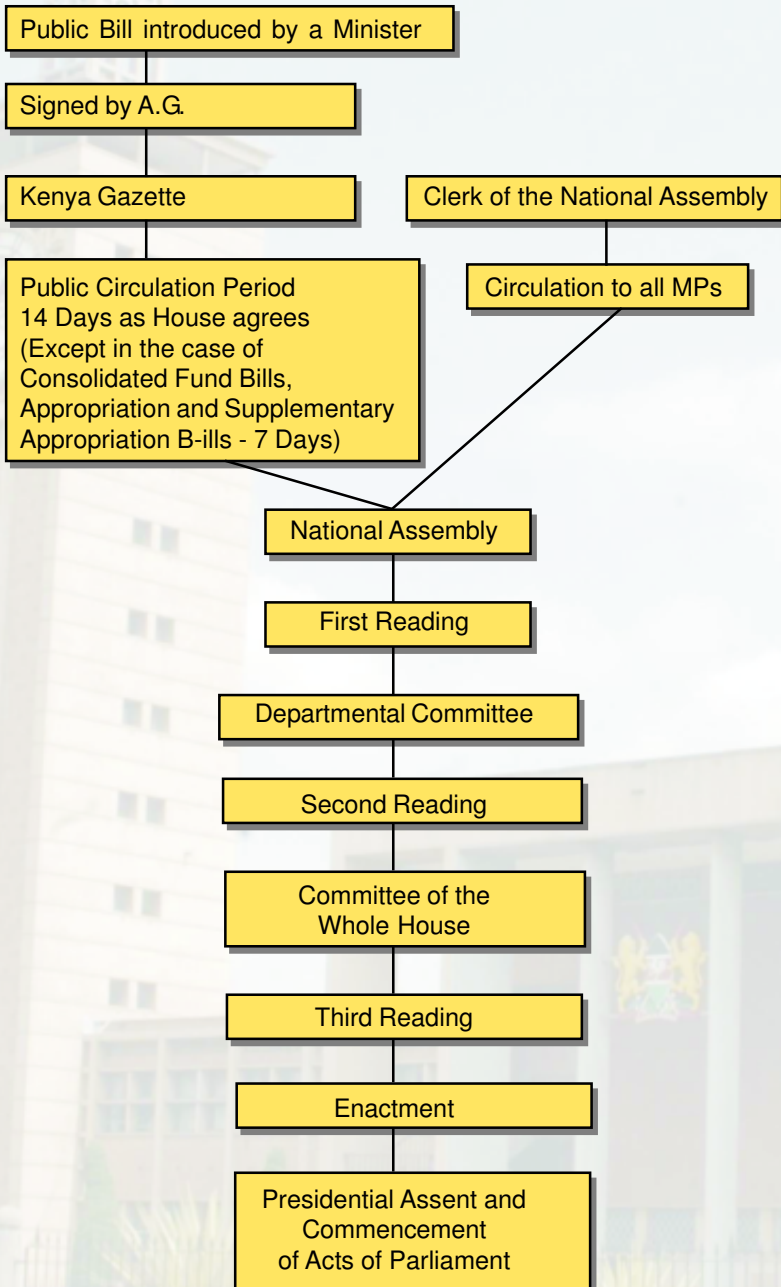 Public Bill introduced by a Minister
Signed by A.G.
Kenya Gazette
Clerk of the National Assembly
Public Circulation Period
14 Days as House agrees
(Except in the case of
Consolidated Fund Bills,
Appropriation and Supplementary
Appropriation B-ills - 7 Days)
Circulation to all MPs
National Assembly
First Reading
Departmental Committee
Second Reading
Committee of the
Whole House
Third Reading
Enactment
Presidential Assent and
Commencement
of Acts of Parliament